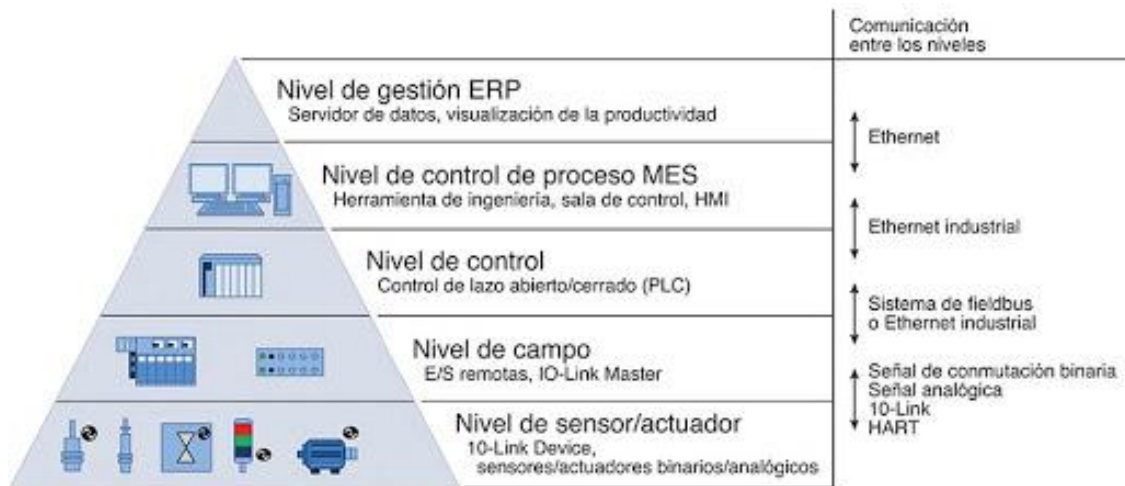 Comunicación
entre los niveles
Nivel de gestión ERP
Servidor de datos, visualización de la productividad
Ethernet
Nivel de control de proceso MES
Herramienta de ingeniería, sala de control, HMI
Ethernet industrial
Nivel de control
Control de lazo abierto/cerrado (PLC)
Sistema de fieldbus
o Ethernet industrial
Nivel de campo
E/S remotas, IO-Link Master
Señal de conmutación binaria
Señal analógica
10-Link
HART
Nivel de sensor/actuador
10-Link Device,
sensores/actuadores binarios/analógicos